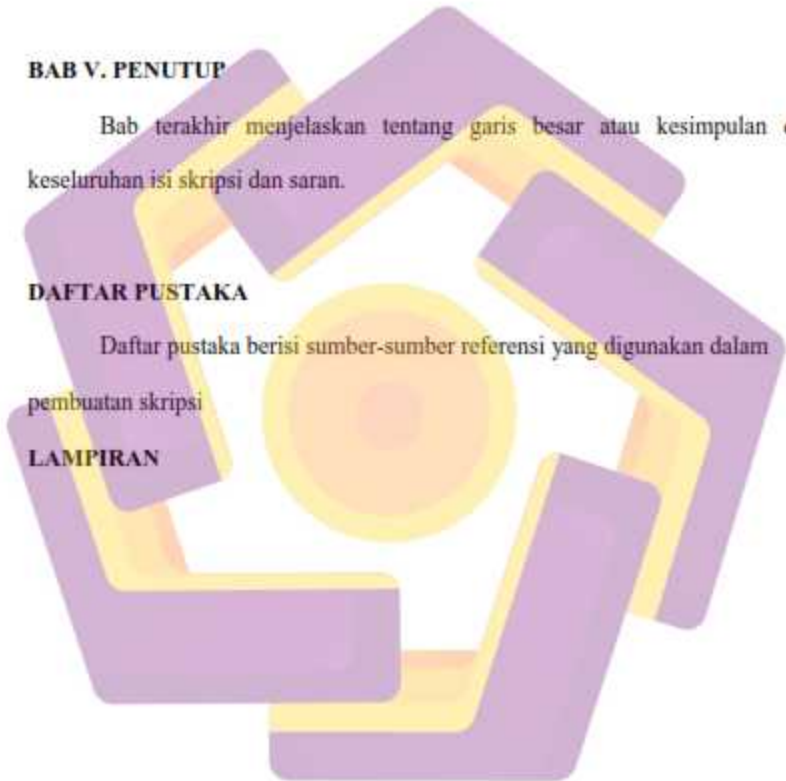 BAB V. PENUTUP
Bab terakhir menjelaskan tentang garis besar atau kesimpulan
keseluruhan isi skripsi dan saran.
DAFTAR PUSTAKA
Daftar pustaka berisi sumber-sumber referensi yang digunakan dalam
pembuatan skripsi
LAMPIRAN